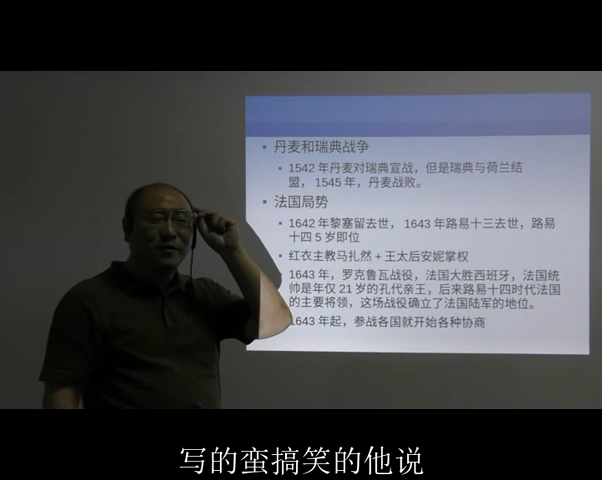 丹麦和瑞典战争
1542 年丹麦对瑞典宣战，但是瑞典与荷兰结
盟， 1545 年，丹麦战败。
法国局势
1642 年黎塞留去世， 1643 年路易十三去世，路易
十四 5 岁即位
红衣主教马扎然 + 王太后安妮掌权
1643 年，罗克鲁瓦战役，法国大胜西班牙，法国统
帅是年仅 21 岁的孔代亲王，后来路易十四时代法国
的主要将领，这场战役确立了法国陆军的地位。
1643 年起，参战各国就开始各种协商
写的蛮搞笑的他说